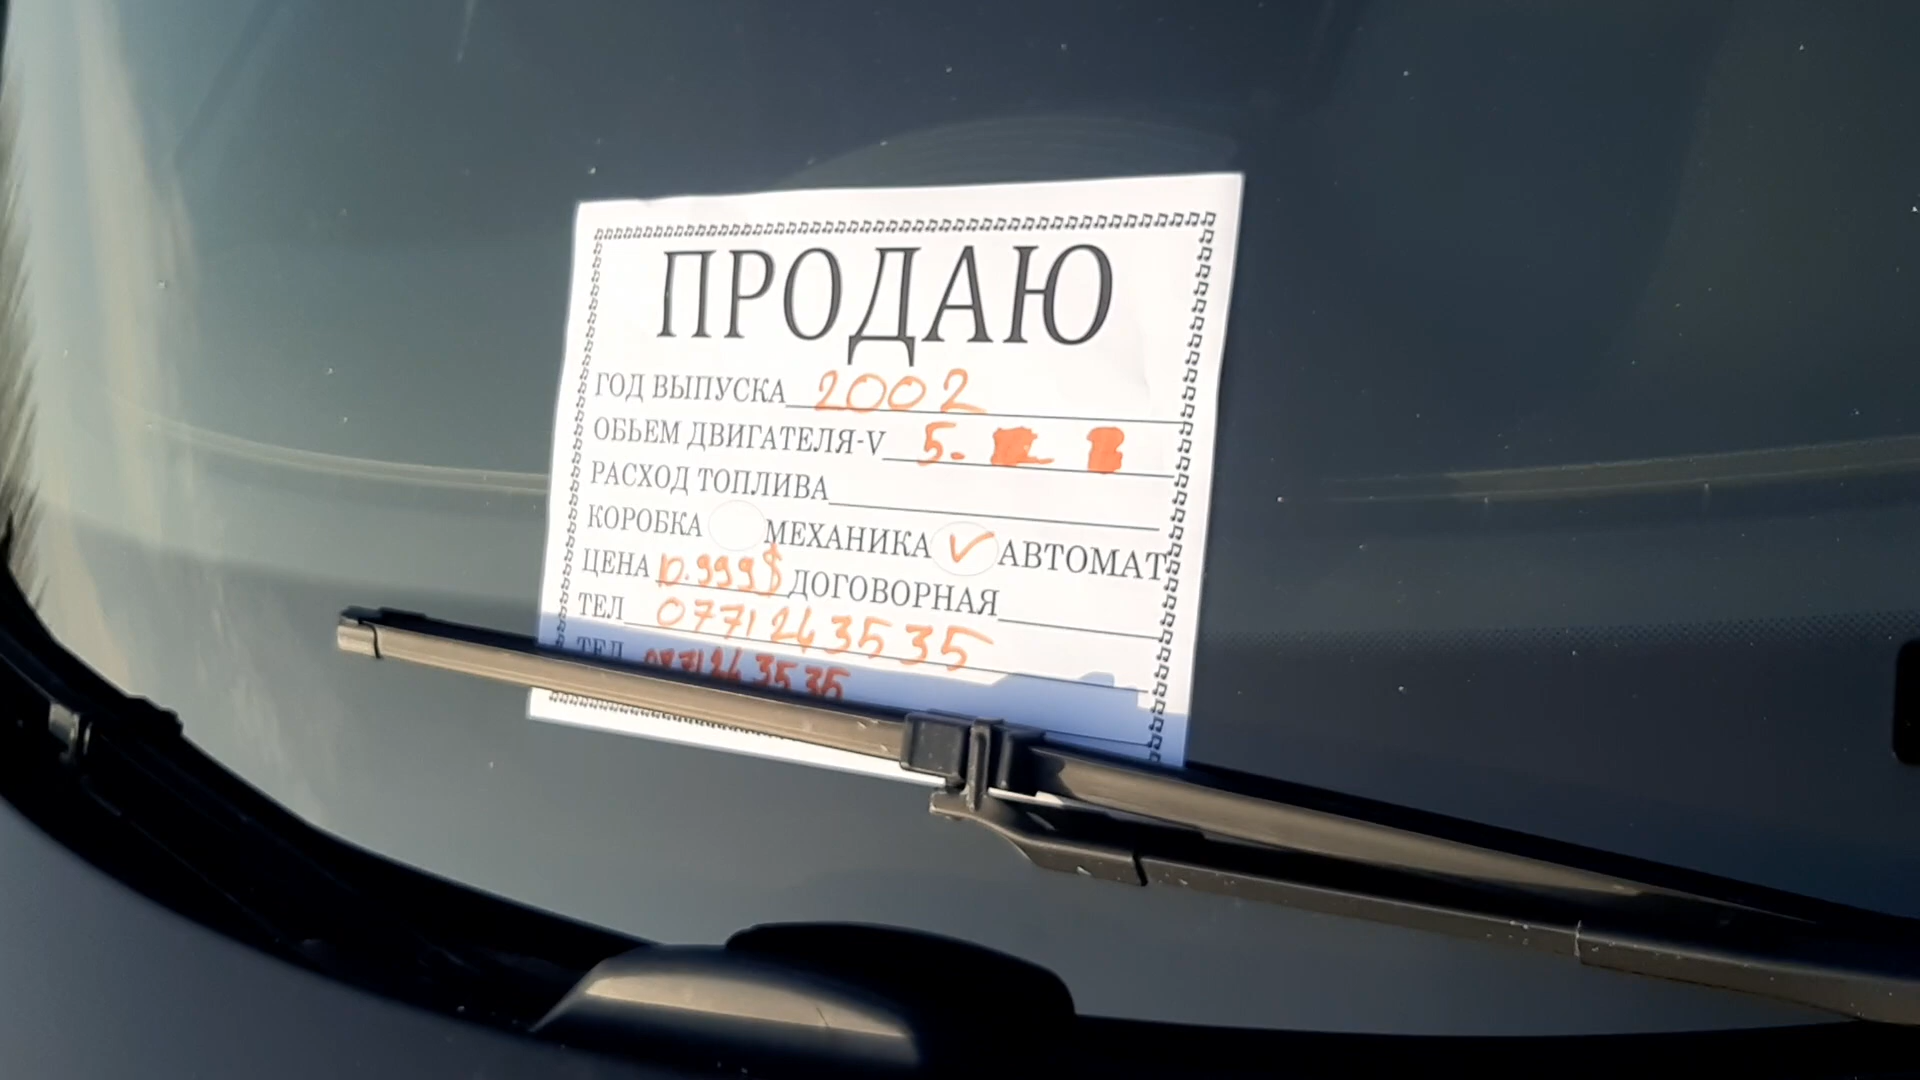 ПРОДАЮ
ГОД ВЫПУСКА 2002
ОБЬЕМ ДВИГАТЕЛЯ-V 5.
РАСХОД ТОПЛИВА
КОРОБКА МЕХАНИКА ✓ АВТОМАТ
ЦЕНА 10.999$ ДОГОВОРНАЯ
ТЕЛ 0771243535
ТЕЛ